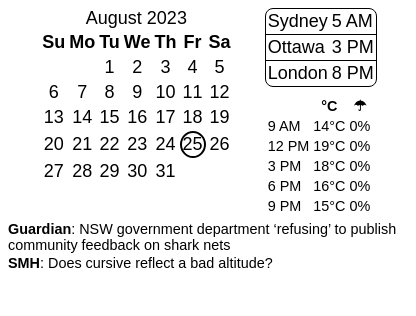 August 2023
Su Mo Tu We Th Fr Sa
1 2 3 4 5
6 7 8 9 10 11 12
13 14 15 16 17 18 19
20 21 22 23 24 25 26
27 28 29 30 31
Sydney 5 AM
Ottawa 3 PM
London 8 PM
°C ☂
9 AM 14°C 0%
12 PM 19°C 0%
3 PM 18°C 0%
6 PM 16°C 0%
9 PM 15°C 0%
Guardian: NSW government department ‘refusing’ to publish
community feedback on shark nets
SMH: Does cursive reflect a bad altitude?